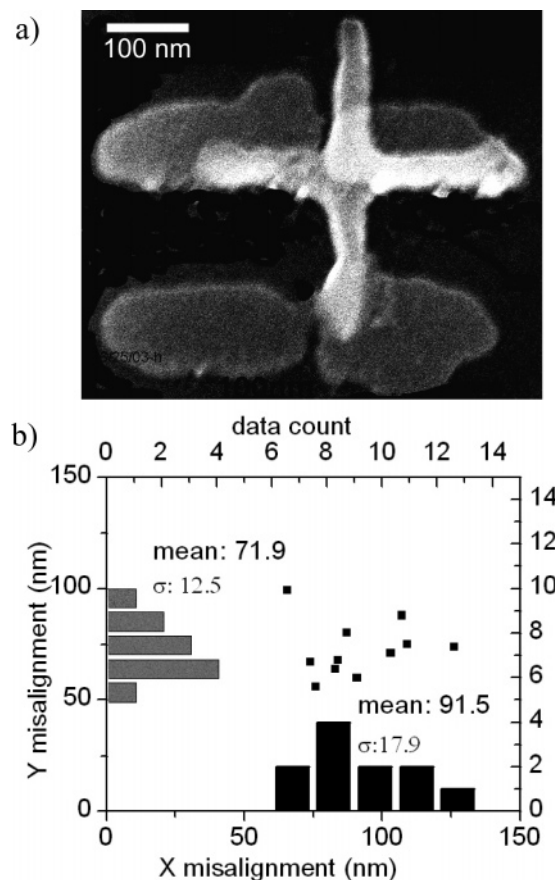 a)
100 nm
25/03-h
b)
data count
0 2 4 6 8 10 12 14
150
100
50
0
Y misalignment (nm)
mean: 71.9
σ: 12.5
mean: 91.5
σ:17.9
14
12
10
8
6
4
2
0
0 50 100 150
X misalignment (nm)